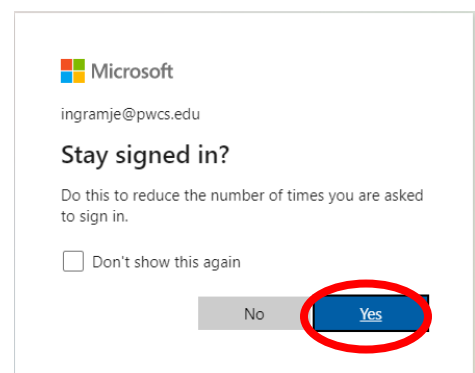 Microsoft
ingramje@pwcs.edu
Stay signed in?
Do this to reduce the number of times you are asked
to sign in.
Don't show this again
No Yes